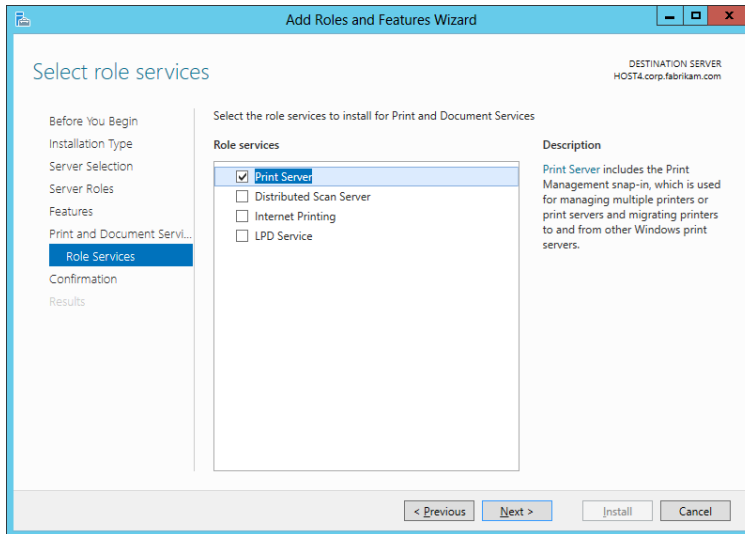 Add Roles and Features Wizard
Select role services
DESTINATION SERVER
HOST4.corp.fabrikam.com
Before You Begin
Installation Type
Server Selection
Server Roles
Features
Print and Document Servi...
Role Services
Confirmation
Results
Select the role services to install for Print and Document Services
Role services
Print Server
Distributed Scan Server
Internet Printing
LPD Service
Description
Print Server includes the Print
Management snap-in, which is used
for managing multiple printers or
print servers and migrating printers
to and from other Windows print
servers.
< Previous
Next >
Install
Cancel